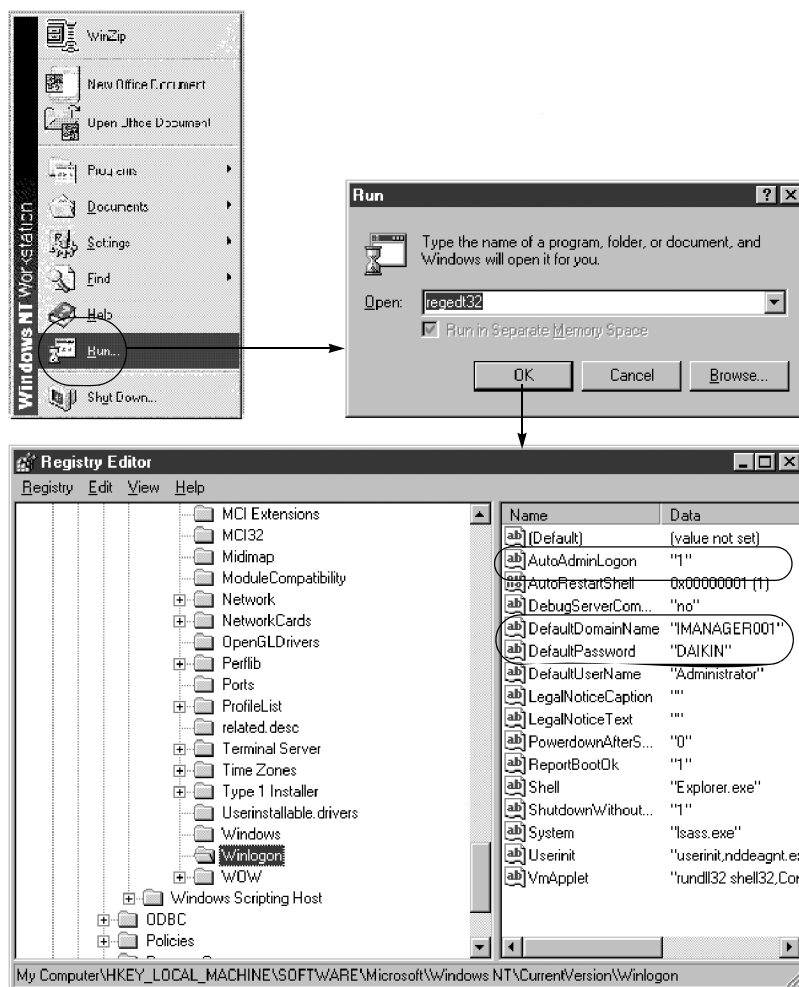 WinZip
New Office Document
Open Office Document
Programs
Documents
Settings
Find
Help
Run...
Shut Down...
Windows NT Workstation
Run
Type the name of a program, folder, or document, and
Windows will open it for you.
Open: regedt32
Run in Separate Memory Space
OK Cancel Browse...
Registry Editor
Registry Edit View Help
MCI Extensions
MCI32
Midimap
ModuleCompatibility
Network
NetworkCards
OpenGLDrivers
Perflib
Ports
ProfileList
related.desc
Terminal Server
Time Zones
Type 1 Installer
Userinstallable.drivers
Windows
Winlogon
WOW
Windows Scripting Host
ODBC
Policies
Name Data
(Default) (value not set)
AutoAdminLogon "1"
AutoRestartShell 0x00000001 (1)
DebugServerCom... "no"
DefaultDomainName "IMANAGER001"
DefaultPassword "DAIKIN"
DefaultUserName "Administrator"
LegalNoticeCaption ""
LegalNoticeText ""
PowerdownAfterS... "0"
ReportBootOk "1"
Shell "Explorer.exe"
ShutdownWithout... "1"
System "lsass.exe"
Userinit "userinit,nddeagnt.ex
VmApplet "rundll32 shell32,Con
My Computer\HKEY_LOCAL_MACHINE\SOFTWARE\Microsoft\Windows NT\CurrentVersion\Winlogon